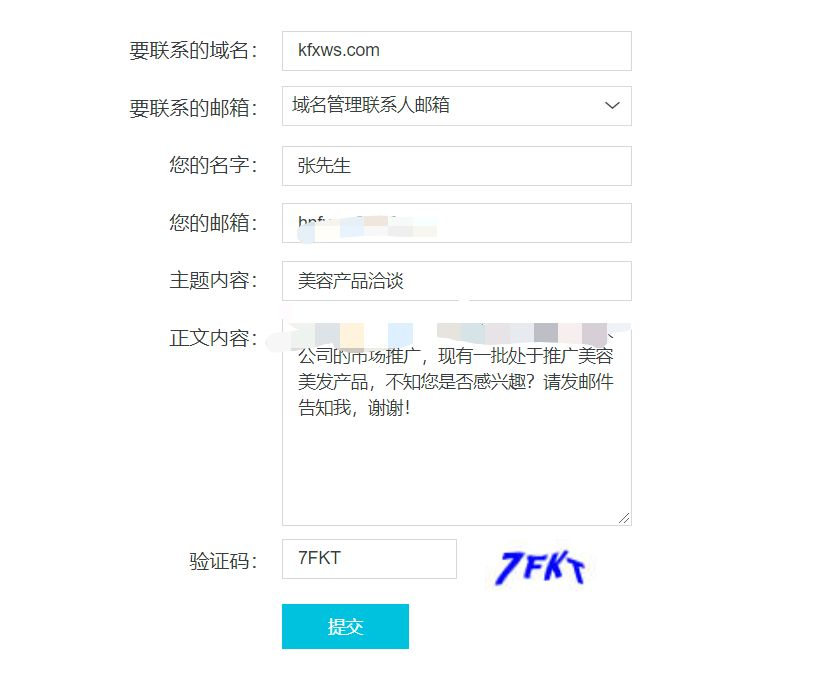 要联系的域名： kfxws.com
要联系的邮箱： 域名管理联系人邮箱
您的名字： 张先生
您的邮箱：
主题内容： 美容产品洽谈
正文内容：
公司的市场推广，现有一批处于推广美容
美发产品，不知您是否感兴趣？请发邮件
告知我，谢谢！
验证码： 7FKT 7FKT
提交